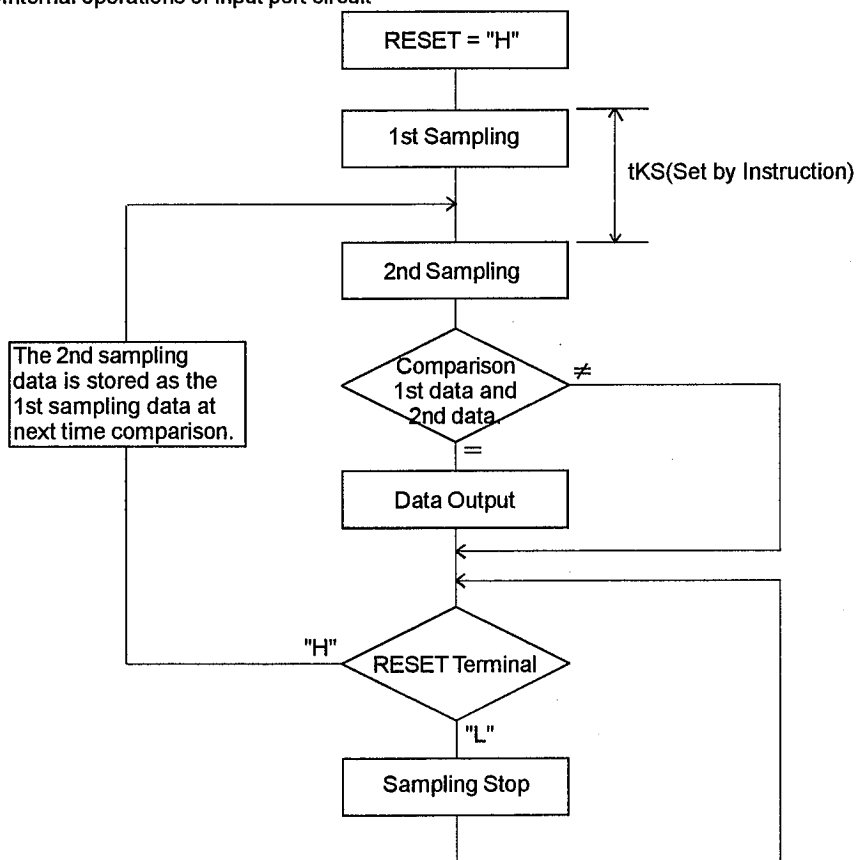 Internal operations of input port circuit
RESET = "H"
1st Sampling
tKS(Set by Instruction)
2nd Sampling
The 2nd sampling
data is stored as the
1st sampling data at
next time comparison.
Comparison
1st data and
2nd data.
≠
=
Data Output
"H"
RESET Terminal
"L"
Sampling Stop